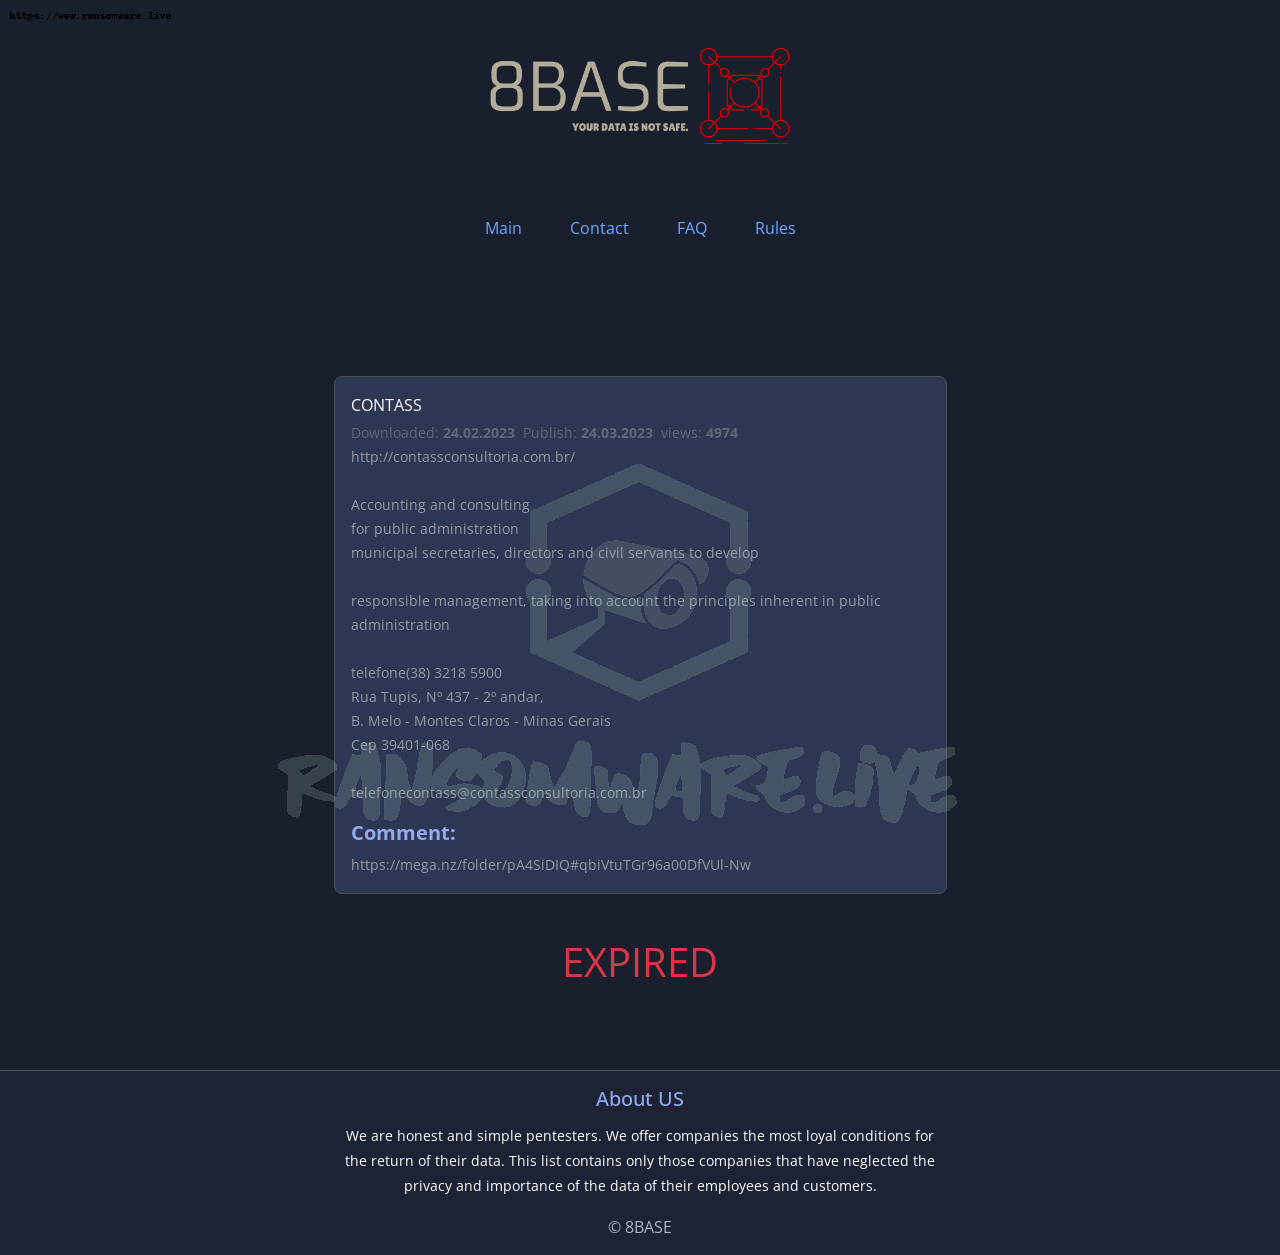 https://www.ransomware.live
8BASE
YOUR DATA IS NOT SAFE.
Main Contact FAQ Rules
CONTASS
Downloaded: 24.02.2023 Publish: 24.03.2023 views: 4974
http://contassconsultoria.com.br/
Accounting and consulting
for public administration
municipal secretaries, directors and civil servants to develop
responsible management, taking into account the principles inherent in public
administration
telefone(38) 3218 5900
Rua Tupis, Nº 437 - 2º andar,
B. Melo - Montes Claros - Minas Gerais
Cep 39401-068
RANSOMWARE.LIVE
telefonecontass@contassconsultoria.com.br
Comment:
https://mega.nz/folder/pA4SiDIQ#qbiVtuTGr96a00DfVUl-Nw
EXPIRED
About US
We are honest and simple pentesters. We offer companies the most loyal conditions for
the return of their data. This list contains only those companies that have neglected the
privacy and importance of the data of their employees and customers.
© 8BASE